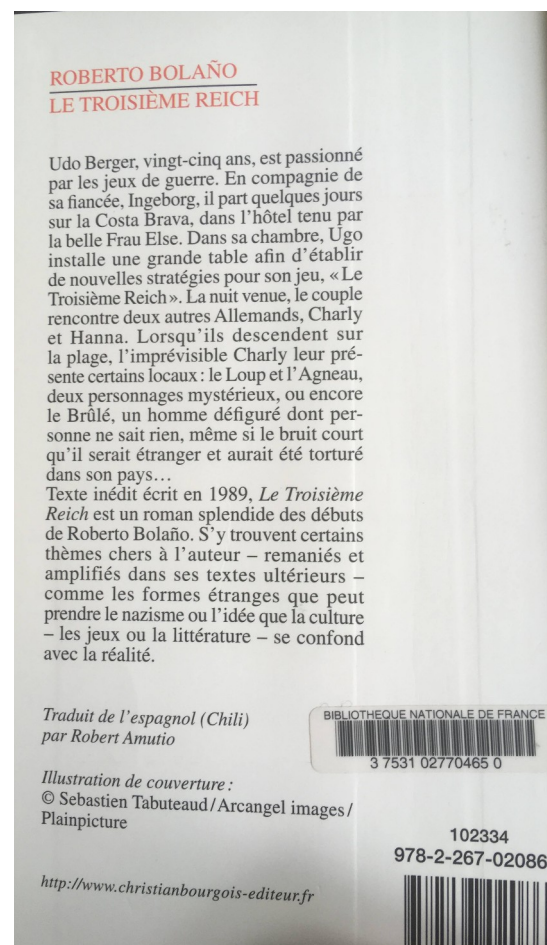 ROBERTO BOLAÑO
LE TROISIÈME REICH
Udo Berger, vingt-cinq ans, est passionné
par les jeux de guerre. En compagnie de
sa fiancée, Ingeborg, il part quelques jours
sur la Costa Brava, dans l'hôtel tenu par
la belle Frau Else. Dans sa chambre, Ugo
installe une grande table afin d'établir
de nouvelles stratégies pour son jeu, « Le
Troisième Reich ». La nuit venue, le couple
rencontre deux autres Allemands, Charly
et Hanna. Lorsqu'ils descendent sur
la plage, l'imprévisible Charly leur pré-
sente certains locaux : le Loup et l'Agneau,
deux personnages mystérieux, ou encore
le Brûlé, un homme défiguré dont per-
sonne ne sait rien, même si le bruit court
qu'il serait étranger et aurait été torturé
dans son pays...
Texte inédit écrit en 1989, Le Troisième
Reich est un roman splendide des débuts
de Roberto Bolaño. S'y trouvent certains
thèmes chers à l'auteur – remaniés et
amplifiés dans ses textes ultérieurs –
comme les formes étranges que peut
prendre le nazisme ou l'idée que la culture
– les jeux ou la littérature – se confond
avec la réalité.
Traduit de l'espagnol (Chili)
par Robert Amutio
BIBLIOTHEQUE NATIONALE DE FRANCE
3 7531 02770465 0
Illustration de couverture :
© Sebastien Tabuteaud / Arcangel images /
Plainpicture
102334
978-2-267-02086
http://www.christianbourgois-editeur.fr